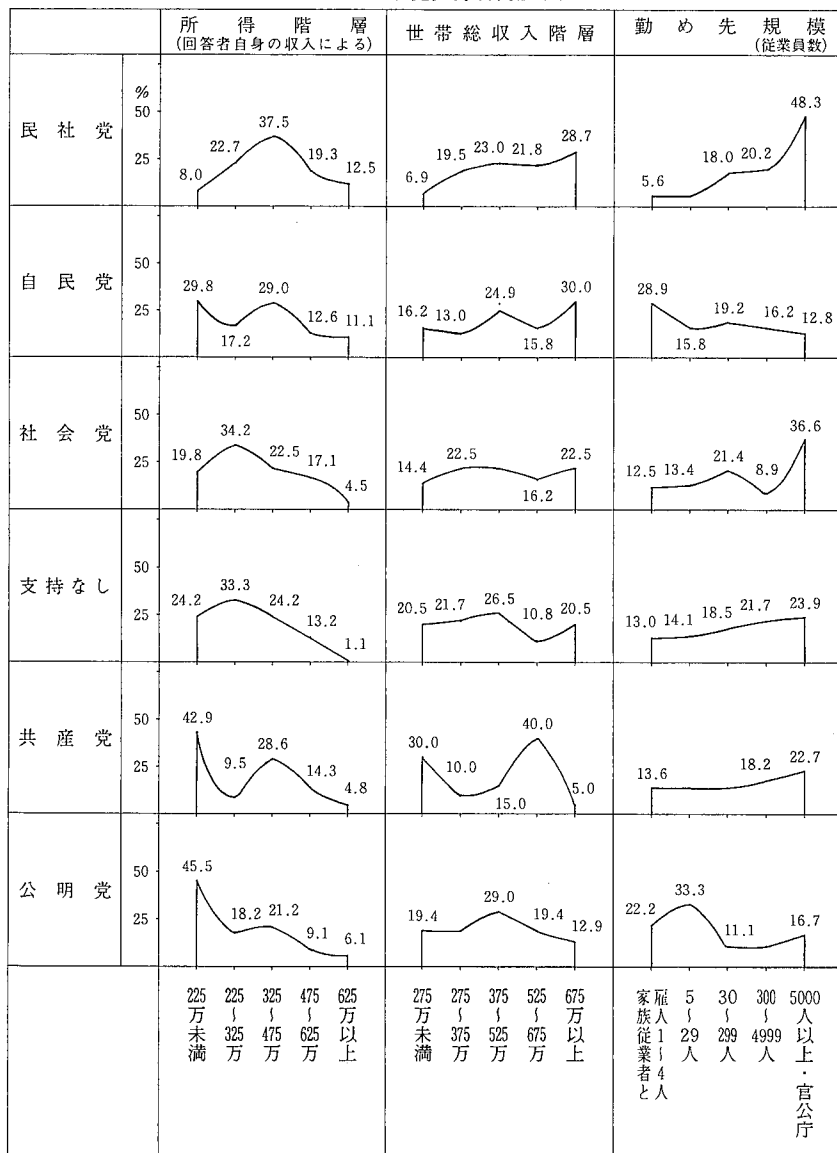 所得階層
(回答者自身の収入による)
世帯総収入階層
勤め先規模
(従業員数)
民社党
%
50
25
8.0 22.7 37.5 19.3 12.5
6.9 19.5 23.0 21.8 28.7
5.6 18.0 20.2 48.3
自民党
50
25
29.8 17.2 29.0 12.6 11.1
16.2 13.0 24.9 15.8 30.0
28.9 15.8 19.2 16.2 12.8
社会党
50
25
19.8 34.2 22.5 17.1 4.5
14.4 22.5 16.2 22.5
12.5 13.4 21.4 8.9 36.6
支持なし
50
25
24.2 33.3 24.2 13.2 1.1
20.5 21.7 26.5 10.8 20.5
13.0 14.1 18.5 21.7 23.9
共産党
50
25
42.9 9.5 28.6 14.3 4.8
30.0 10.0 15.0 40.0 5.0
13.6 18.2 22.7
公明党
50
25
45.5 18.2 21.2 9.1 6.1
19.4 29.0 19.4 12.9
22.2 33.3 11.1 16.7
225万未満
225〜325万
325〜475万
475〜625万
625万以上
275万未満
275〜375万
375〜525万
525〜675万
675万以上
家族従業者と
雇人1〜4人
5〜29人
30〜299人
300〜4999人
5000人以上・官公庁